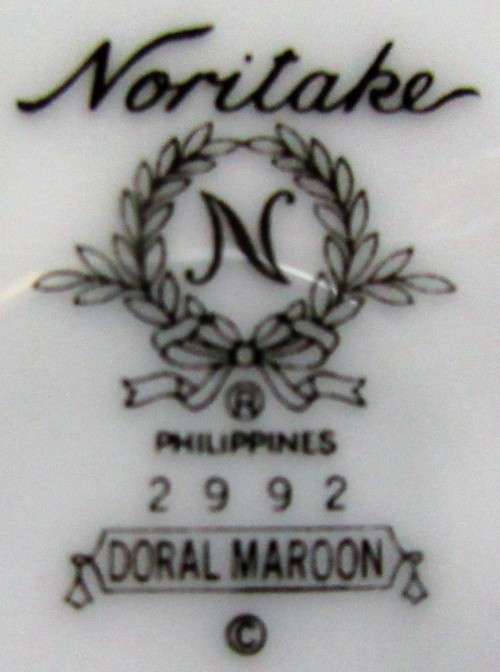 Noritake
N
®
PHILIPPINES
2992
DORAL MAROON
©